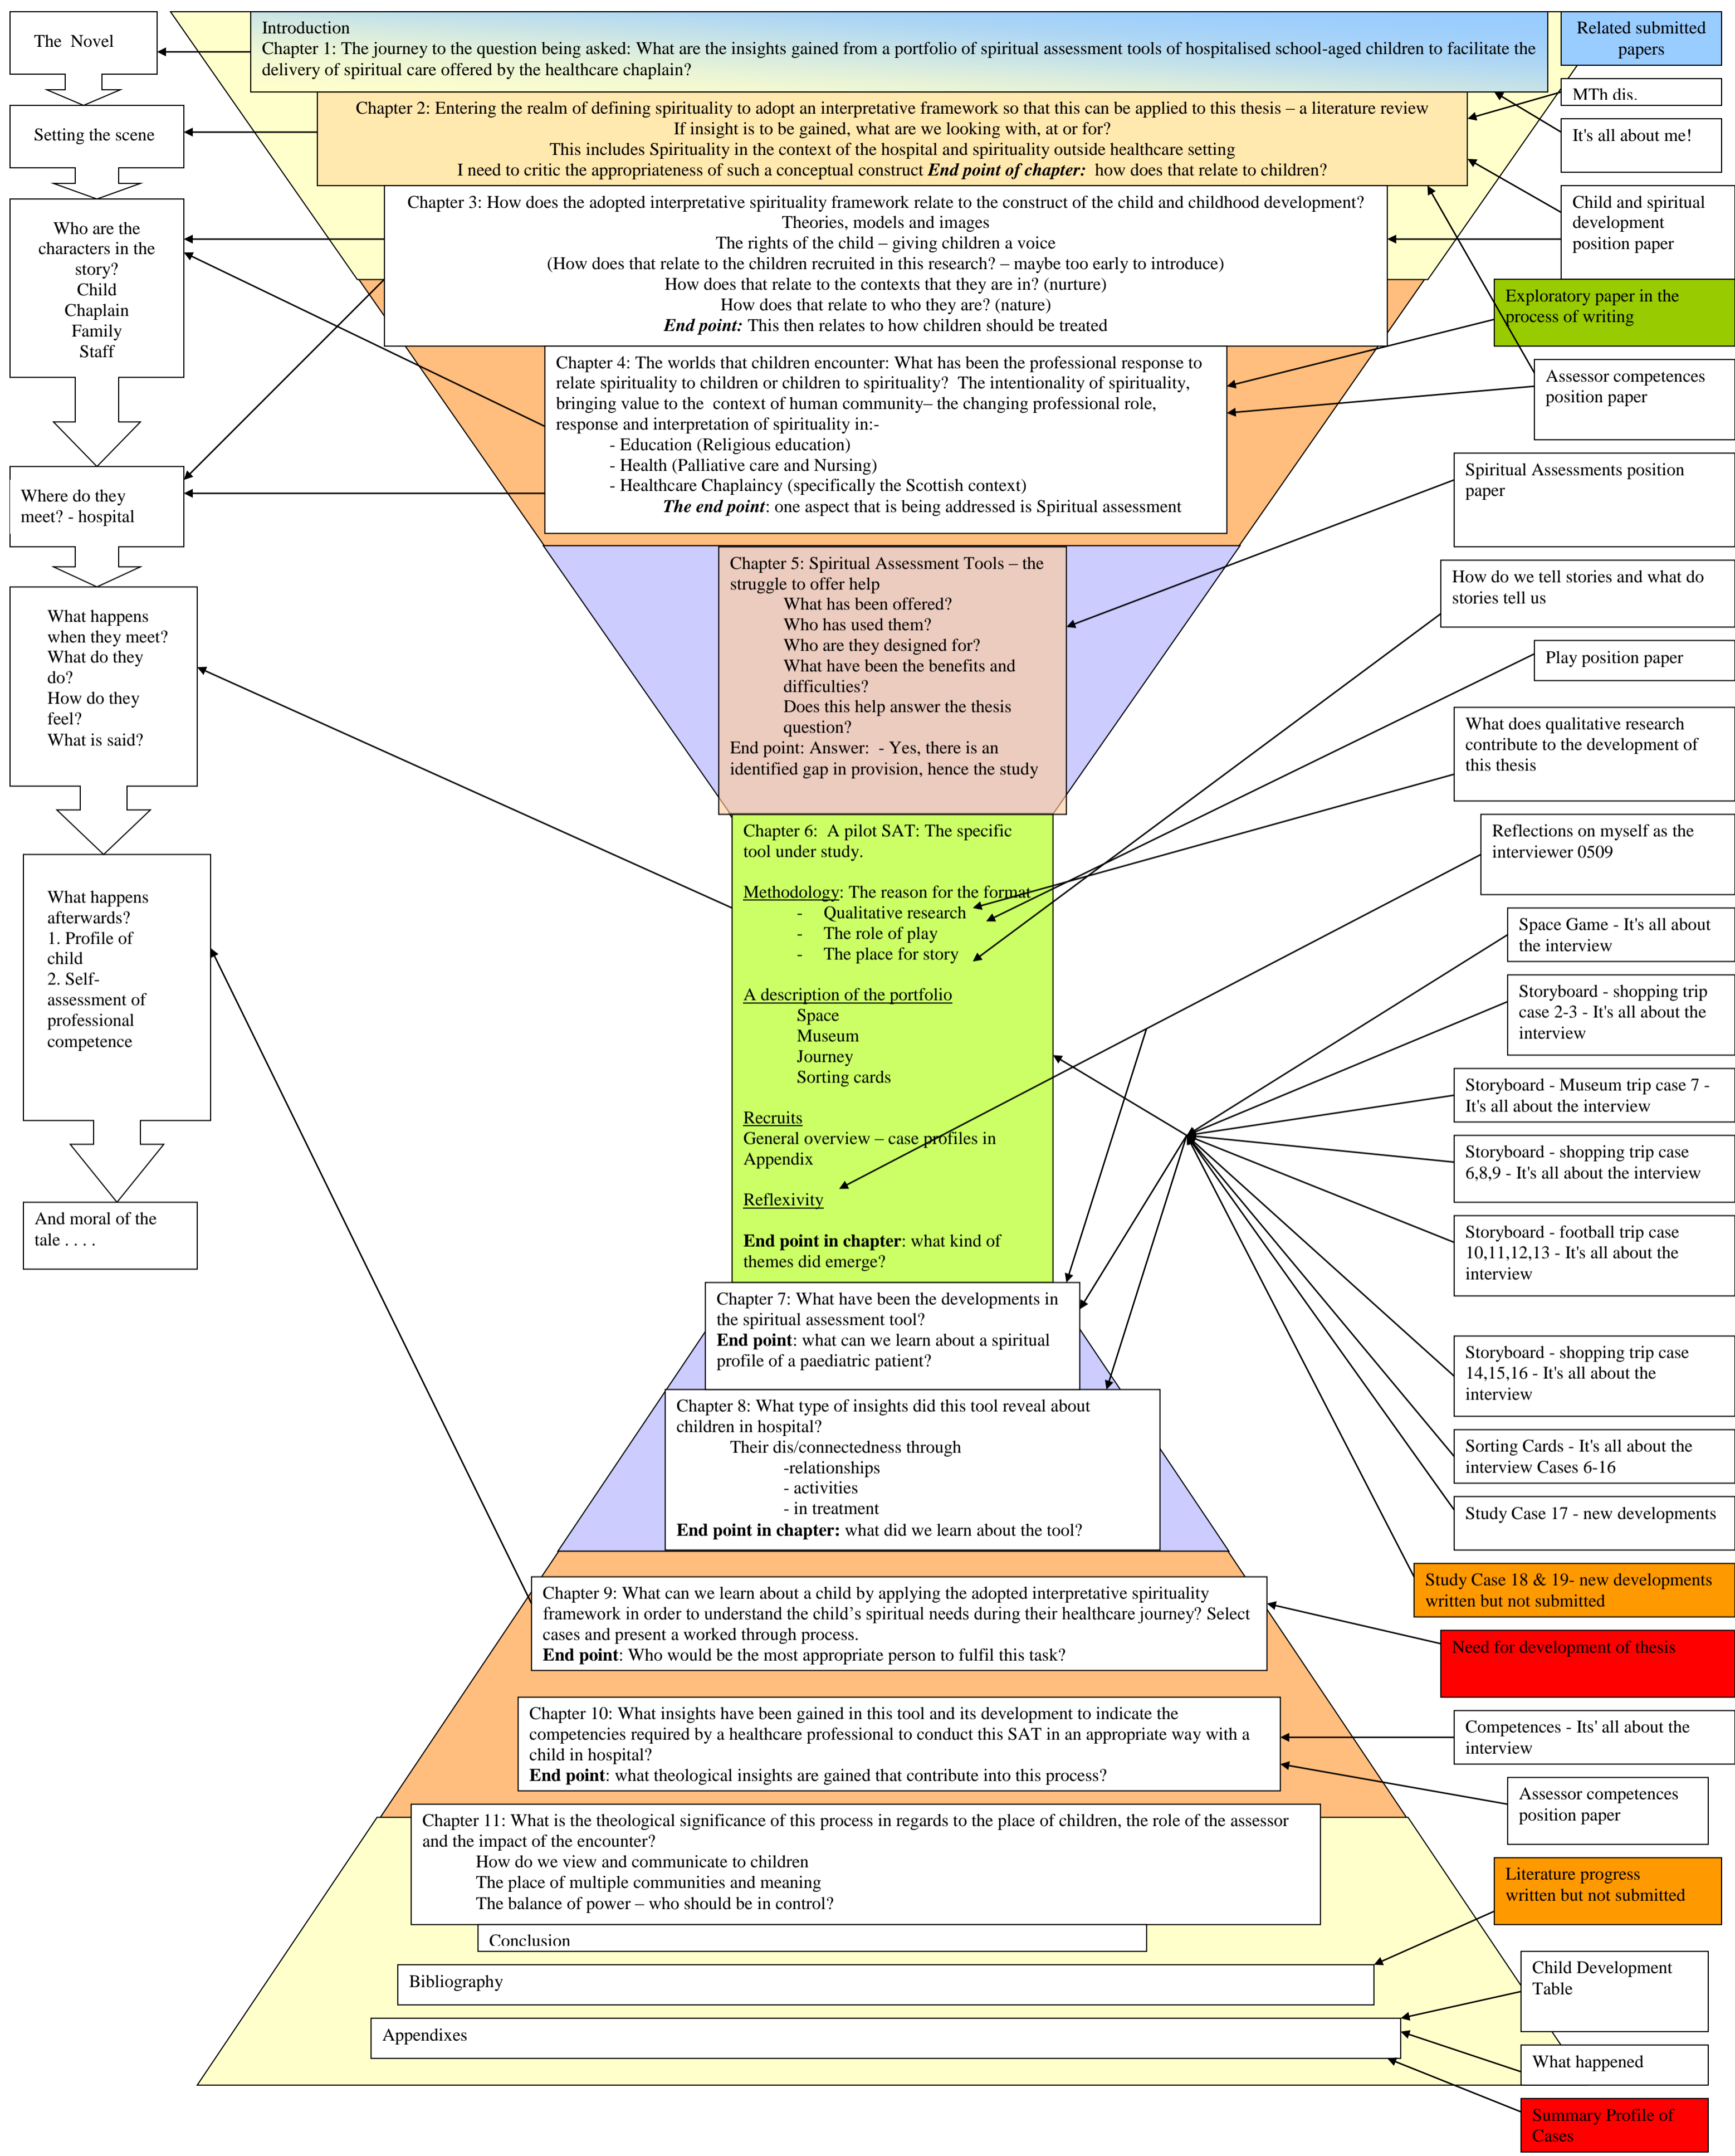 The Novel
Setting the scene
Who are the
characters in the
story?
Child
Chaplain
Family
Staff
Where do they
meet? - hospital
What happens
when they meet?
What do they
do?
How do they
feel?
What is said?
What happens
afterwards?
1. Profile of
child
2. Self-
assessment of
professional
competence
And moral of the
tale . . . .
Introduction
Chapter 1: The journey to the question being asked: What are the insights gained from a portfolio of spiritual assessment tools of hospitalised school-aged children to facilitate the
delivery of spiritual care offered by the healthcare chaplain?
Chapter 2: Entering the realm of defining spirituality to adopt an interpretative framework so that this can be applied to this thesis – a literature review
If insight is to be gained, what are we looking with, at or for?
This includes Spirituality in the context of the hospital and spirituality outside healthcare setting
I need to critic the appropriateness of such a conceptual construct End point of chapter: how does that relate to children?
Chapter 3: How does the adopted interpretative spirituality framework relate to the construct of the child and childhood development?
Theories, models and images
The rights of the child – giving children a voice
(How does that relate to the children recruited in this research? – maybe too early to introduce)
How does that relate to the contexts that they are in? (nurture)
How does that relate to who they are? (nature)
End point: This then relates to how children should be treated
Chapter 4: The worlds that children encounter: What has been the professional response to
relate spirituality to children or children to spirituality? The intentionality of spirituality,
bringing value to the context of human community– the changing professional role,
response and interpretation of spirituality in:-
- Education (Religious education)
- Health (Palliative care and Nursing)
- Healthcare Chaplaincy (specifically the Scottish context)
The end point: one aspect that is being addressed is Spiritual assessment
Chapter 5: Spiritual Assessment Tools – the
struggle to offer help
What has been offered?
Who has used them?
Who are they designed for?
What have been the benefits and
difficulties?
Does this help answer the thesis
question?
End point: Answer: - Yes, there is an
identified gap in provision, hence the study
Chapter 6: A pilot SAT: The specific
tool under study.
Methodology: The reason for the format
- Qualitative research
- The role of play
- The place for story
A description of the portfolio
Space
Museum
Journey
Sorting cards
Recruits
General overview – case profiles in
Appendix
Reflexivity
End point in chapter: what kind of
themes did emerge?
Chapter 7: What have been the developments in
the spiritual assessment tool?
End point: what can we learn about a spiritual
profile of a paediatric patient?
Chapter 8: What type of insights did this tool reveal about
children in hospital?
Their dis/connectedness through
-relationships
- activities
- in treatment
End point in chapter: what did we learn about the tool?
Chapter 9: What can we learn about a child by applying the adopted interpretative spirituality
framework in order to understand the child's spiritual needs during their healthcare journey? Select
cases and present a worked through process.
End point: Who would be the most appropriate person to fulfil this task?
Chapter 10: What insights have been gained in this tool and its development to indicate the
competencies required by a healthcare professional to conduct this SAT in an appropriate way with a
child in hospital?
End point: what theological insights are gained that contribute into this process?
Chapter 11: What is the theological significance of this process in regards to the place of children, the role of the assessor
and the impact of the encounter?
How do we view and communicate to children
The place of multiple communities and meaning
The balance of power – who should be in control?
Conclusion
Bibliography
Appendixes
Related submitted
papers
MTh dis.
It's all about me!
Child and spiritual
development
position paper
Exploratory paper in the
process of writing
Assessor competences
position paper
Spiritual Assessments position
paper
How do we tell stories and what do
stories tell us
Play position paper
What does qualitative research
contribute to the development of
this thesis
Reflections on myself as the
interviewer 0509
Space Game - It's all about
the interview
Storyboard - shopping trip
case 2-3 - It's all about the
interview
Storyboard - Museum trip case 7 -
It's all about the interview
Storyboard - shopping trip case
6,8,9 - It's all about the interview
Storyboard - football trip case
10,11,12,13 - It's all about the
interview
Storyboard - shopping trip case
14,15,16 - It's all about the
interview
Sorting Cards - It's all about the
interview Cases 6-16
Study Case 17 - new developments
Study Case 18 & 19- new developments
written but not submitted
Need for development of thesis
Competences - Its' all about the
interview
Assessor competences
position paper
Literature progress
written but not submitted
Child Development
Table
What happened
Summary Profile of
Cases